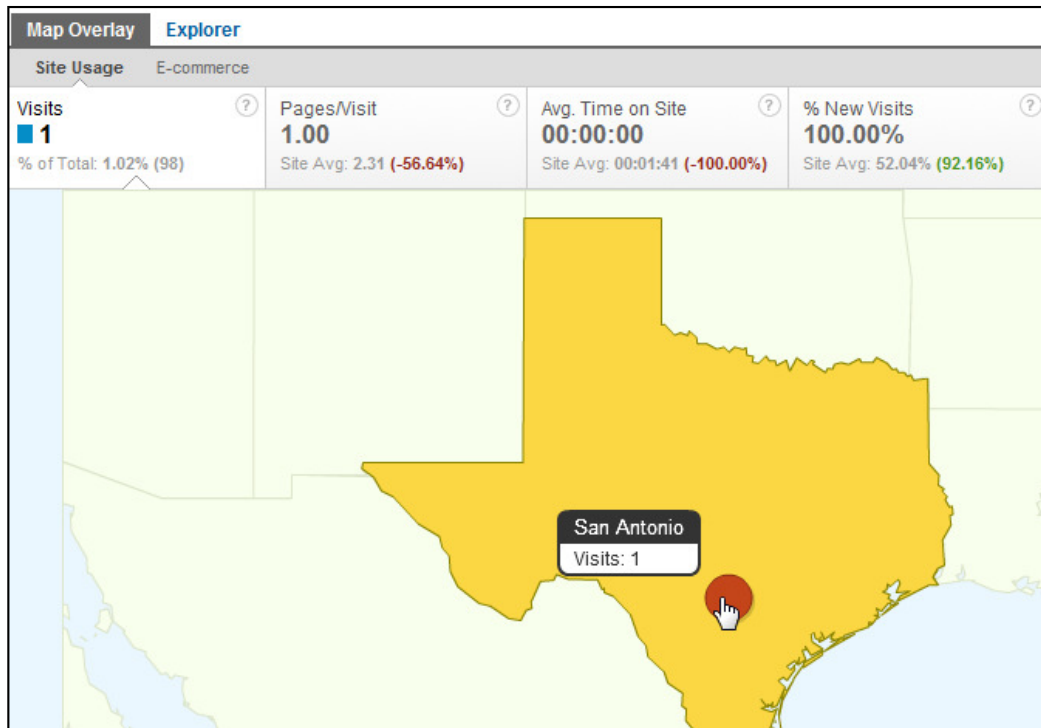 Map Overlay Explorer
Site Usage E-commerce
Visits ? Pages/Visit ? Avg. Time on Site ? % New Visits ?
1 1.00 00:00:00 100.00%
% of Total: 1.02% (98) Site Avg: 2.31 (-56.64%) Site Avg: 00:01:41 (-100.00%) Site Avg: 52.04% (92.16%)
San Antonio
Visits: 1